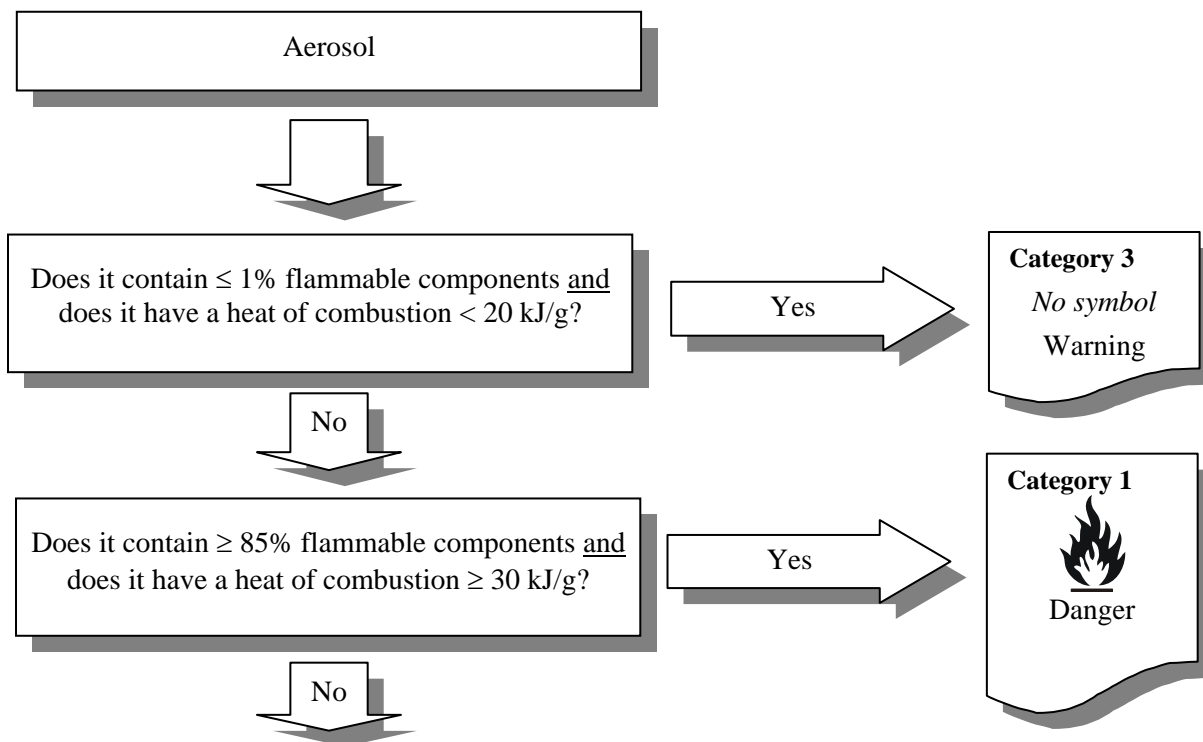 Aerosol
Does it contain ≤ 1% flammable components and
does it have a heat of combustion < 20 kJ/g?
Yes
Category 3
No symbol
Warning
No
Does it contain ≥ 85% flammable components and
does it have a heat of combustion ≥ 30 kJ/g?
Yes
Category 1
Danger
No